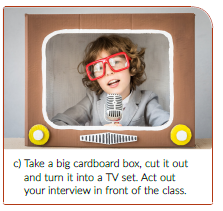 c) Take a big cardboard box, cut it out
and turn it into a TV set. Act out
your interview in front of the class.